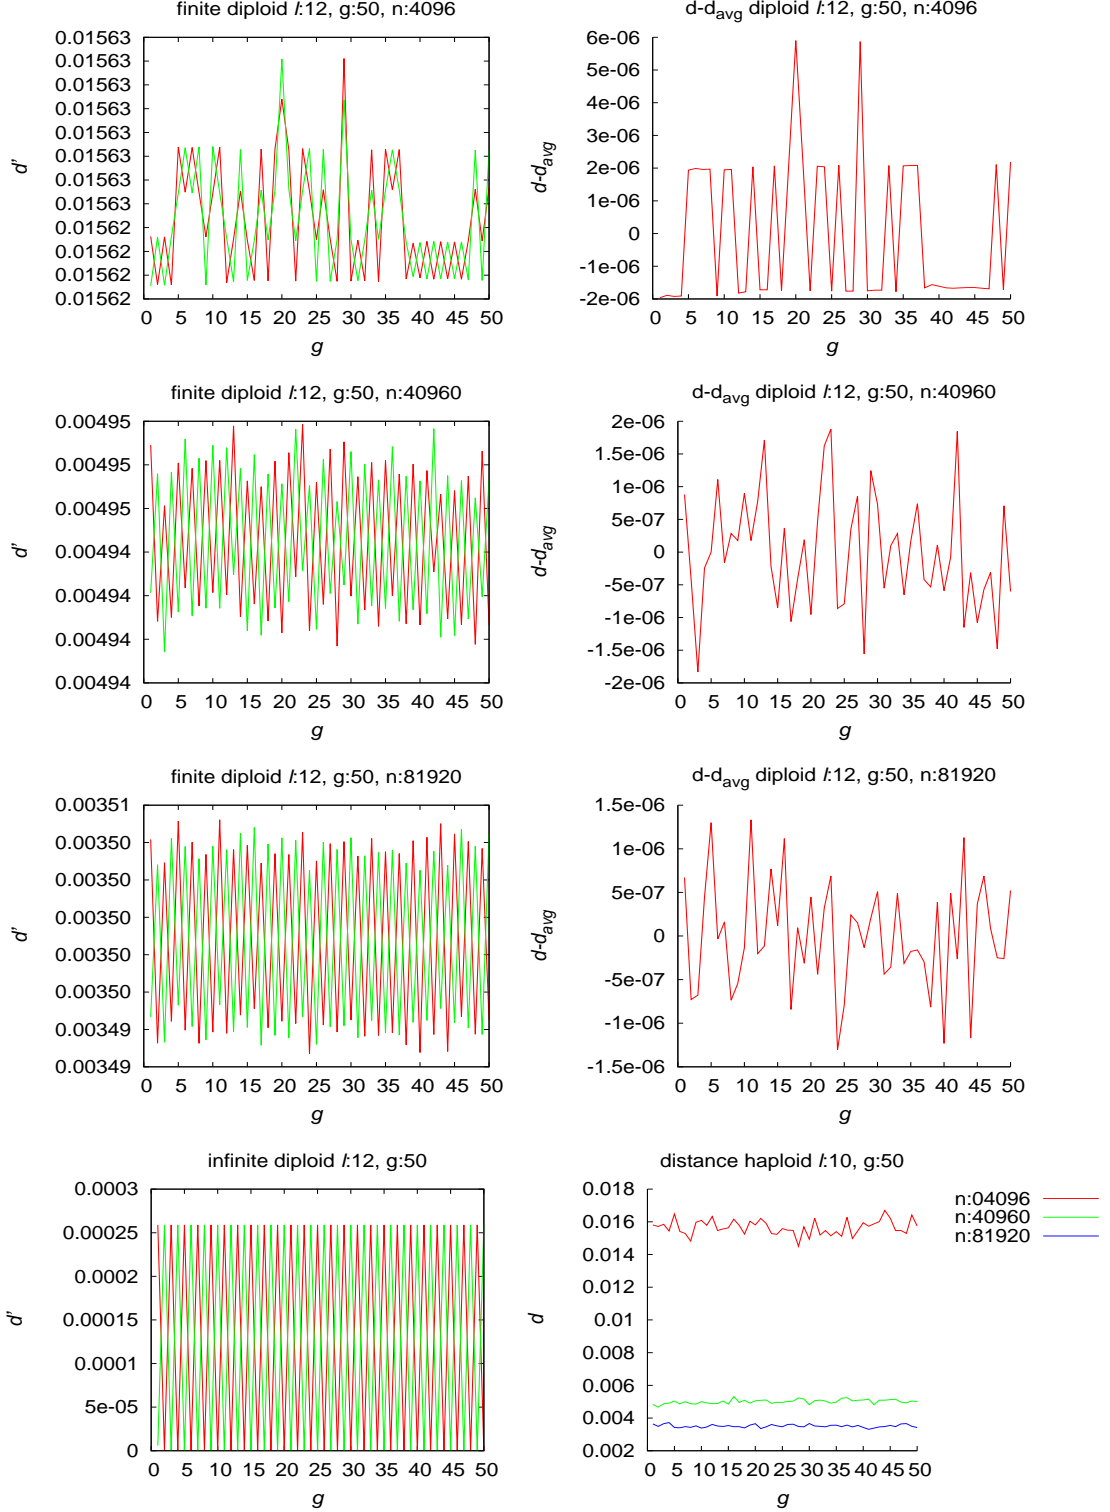 finite diploid l:12, g:50, n:4096
0.01563
0.01563
0.01563
0.01563
0.01563
0.01563
0.01563
0.01563
0.01562
0.01562
0.01562
0.01562
d'
0 5 10 15 20 25 30 35 40 45 50
g
d-davg diploid l:12, g:50, n:4096
6e-06
5e-06
4e-06
3e-06
2e-06
1e-06
0
-1e-06
-2e-06
d-davg
0 5 10 15 20 25 30 35 40 45 50
g
finite diploid l:12, g:50, n:40960
0.00495
0.00495
0.00495
0.00494
0.00494
0.00494
0.00494
d'
0 5 10 15 20 25 30 35 40 45 50
g
d-davg diploid l:12, g:50, n:40960
2e-06
1.5e-06
1e-06
5e-07
0
-5e-07
-1e-06
-1.5e-06
-2e-06
d-davg
0 5 10 15 20 25 30 35 40 45 50
g
finite diploid l:12, g:50, n:81920
0.00351
0.00350
0.00350
0.00350
0.00350
0.00350
0.00349
0.00349
d'
0 5 10 15 20 25 30 35 40 45 50
g
d-davg diploid l:12, g:50, n:81920
1.5e-06
1e-06
5e-07
0
-5e-07
-1e-06
-1.5e-06
d-davg
0 5 10 15 20 25 30 35 40 45 50
g
infinite diploid l:12, g:50
0.0003
0.00025
0.0002
0.00015
0.0001
5e-05
0
d'
0 5 10 15 20 25 30 35 40 45 50
g
distance haploid l:10, g:50
0.018
0.016
0.014
0.012
0.01
0.008
0.006
0.004
0.002
d
0 5 10 15 20 25 30 35 40 45 50
g
n:04096
n:40960
n:81920